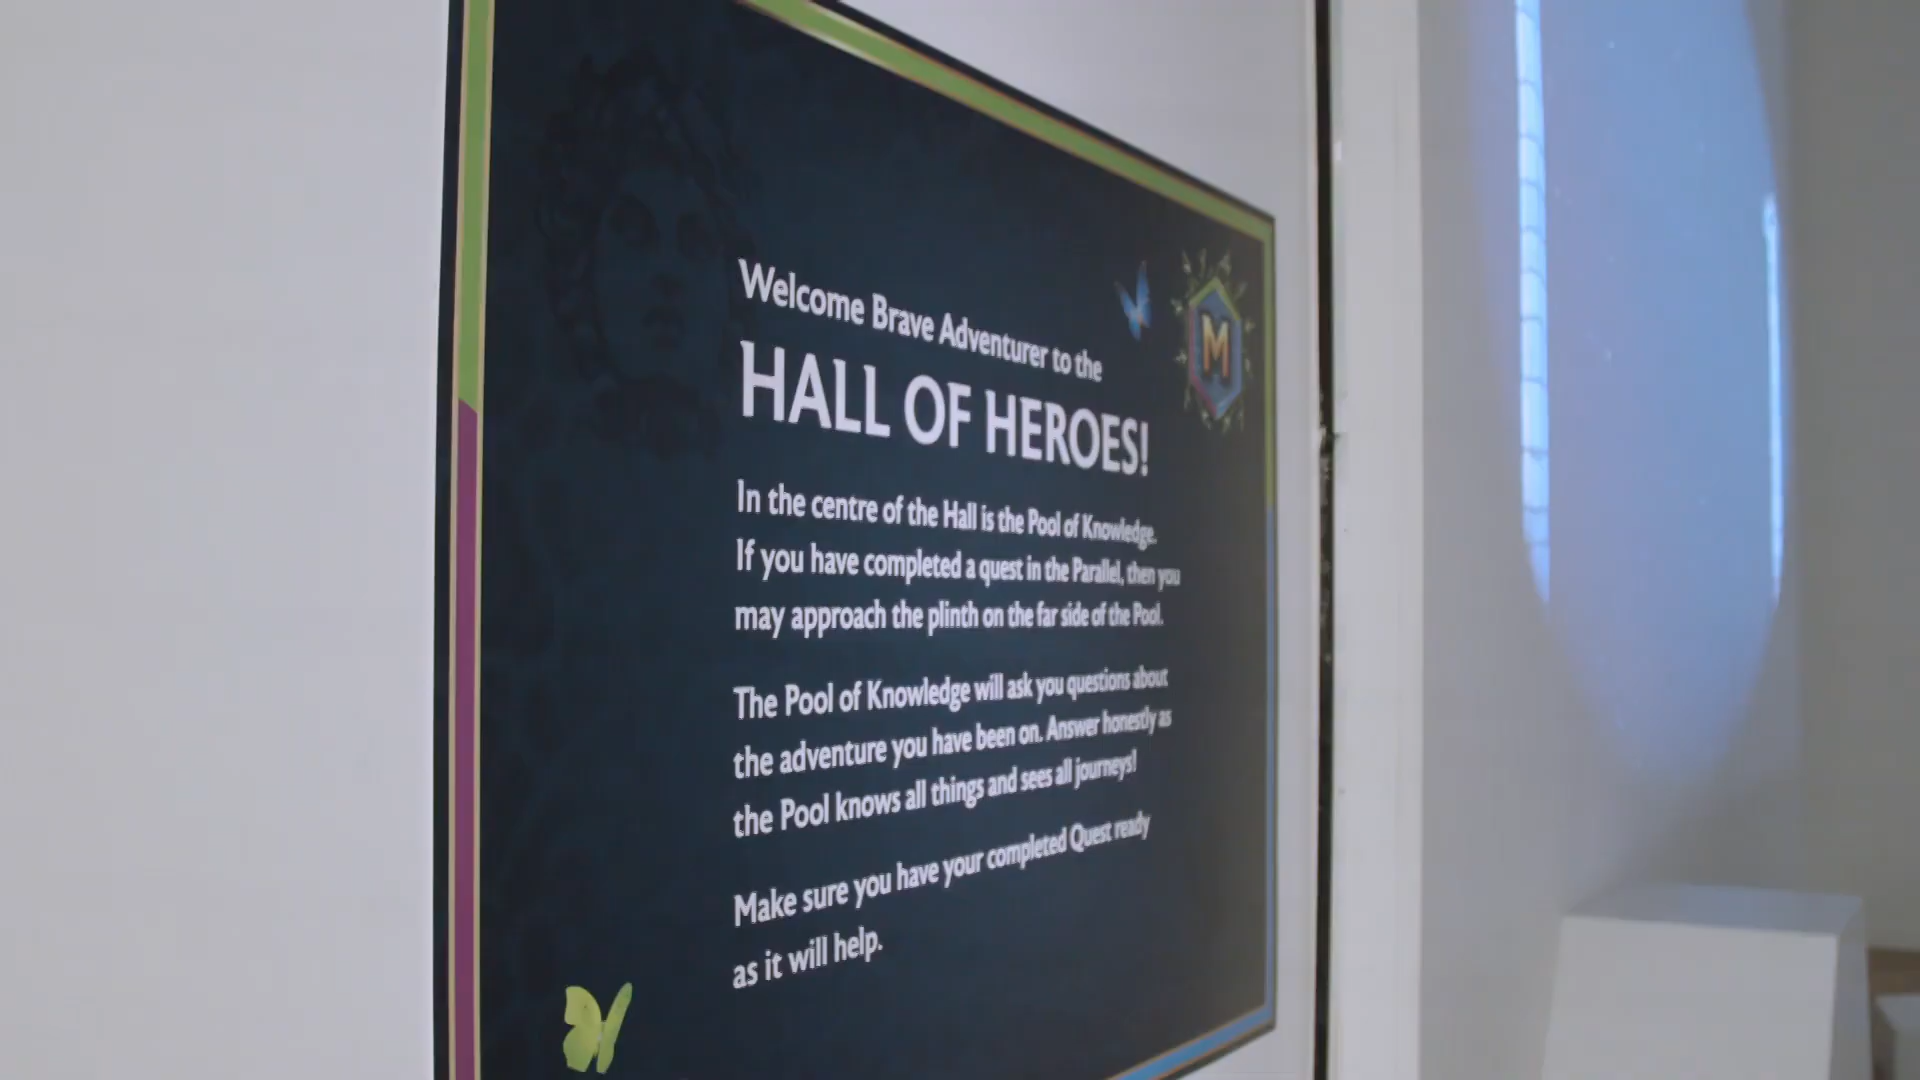 Welcome Brave Adventurer to the
HALL OF HEROES!
M
In the centre of the Hall is the Pool of Knowledge.
If you have completed a quest in the Parallel, then you
may approach the plinth on the far side of the Pool.
The Pool of Knowledge will ask you questions about
the adventure you have been on. Answer honestly as
the Pool knows all things and sees all journeys!
Make sure you have your completed Quest ready
as it will help.